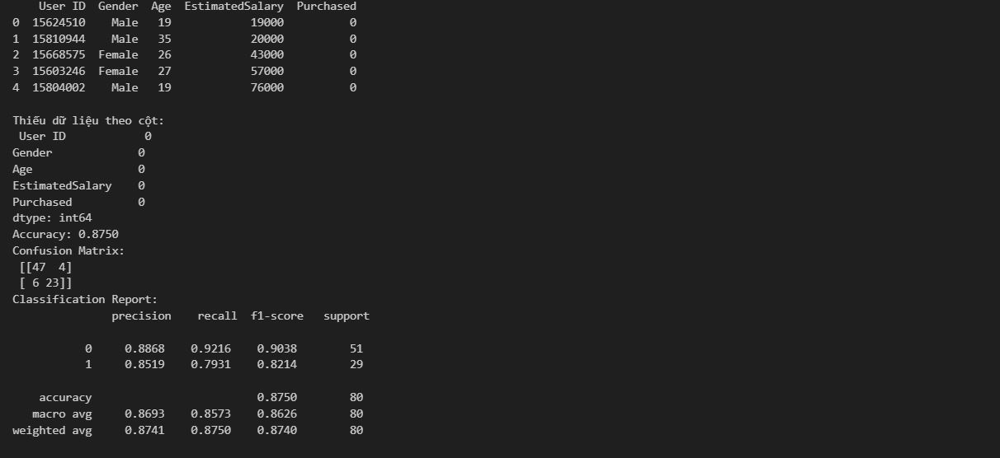 User ID Gender Age EstimatedSalary Purchased
0 15624510 Male 19 19000 0
1 15810944 Male 35 20000 0
2 15668575 Female 26 43000 0
3 15603246 Female 27 57000 0
4 15804002 Male 19 76000 0
Thiếu dữ liệu theo cột:
User ID 0
Gender 0
Age 0
EstimatedSalary 0
Purchased 0
dtype: int64
Accuracy: 0.8750
Confusion Matrix:
[[47 4]
[ 6 23]]
Classification Report:
precision recall f1-score support
0 0.8868 0.9216 0.9038 51
1 0.8519 0.7931 0.8214 29
accuracy 0.8750 80
macro avg 0.8693 0.8573 0.8626 80
weighted avg 0.8741 0.8750 0.8740 80